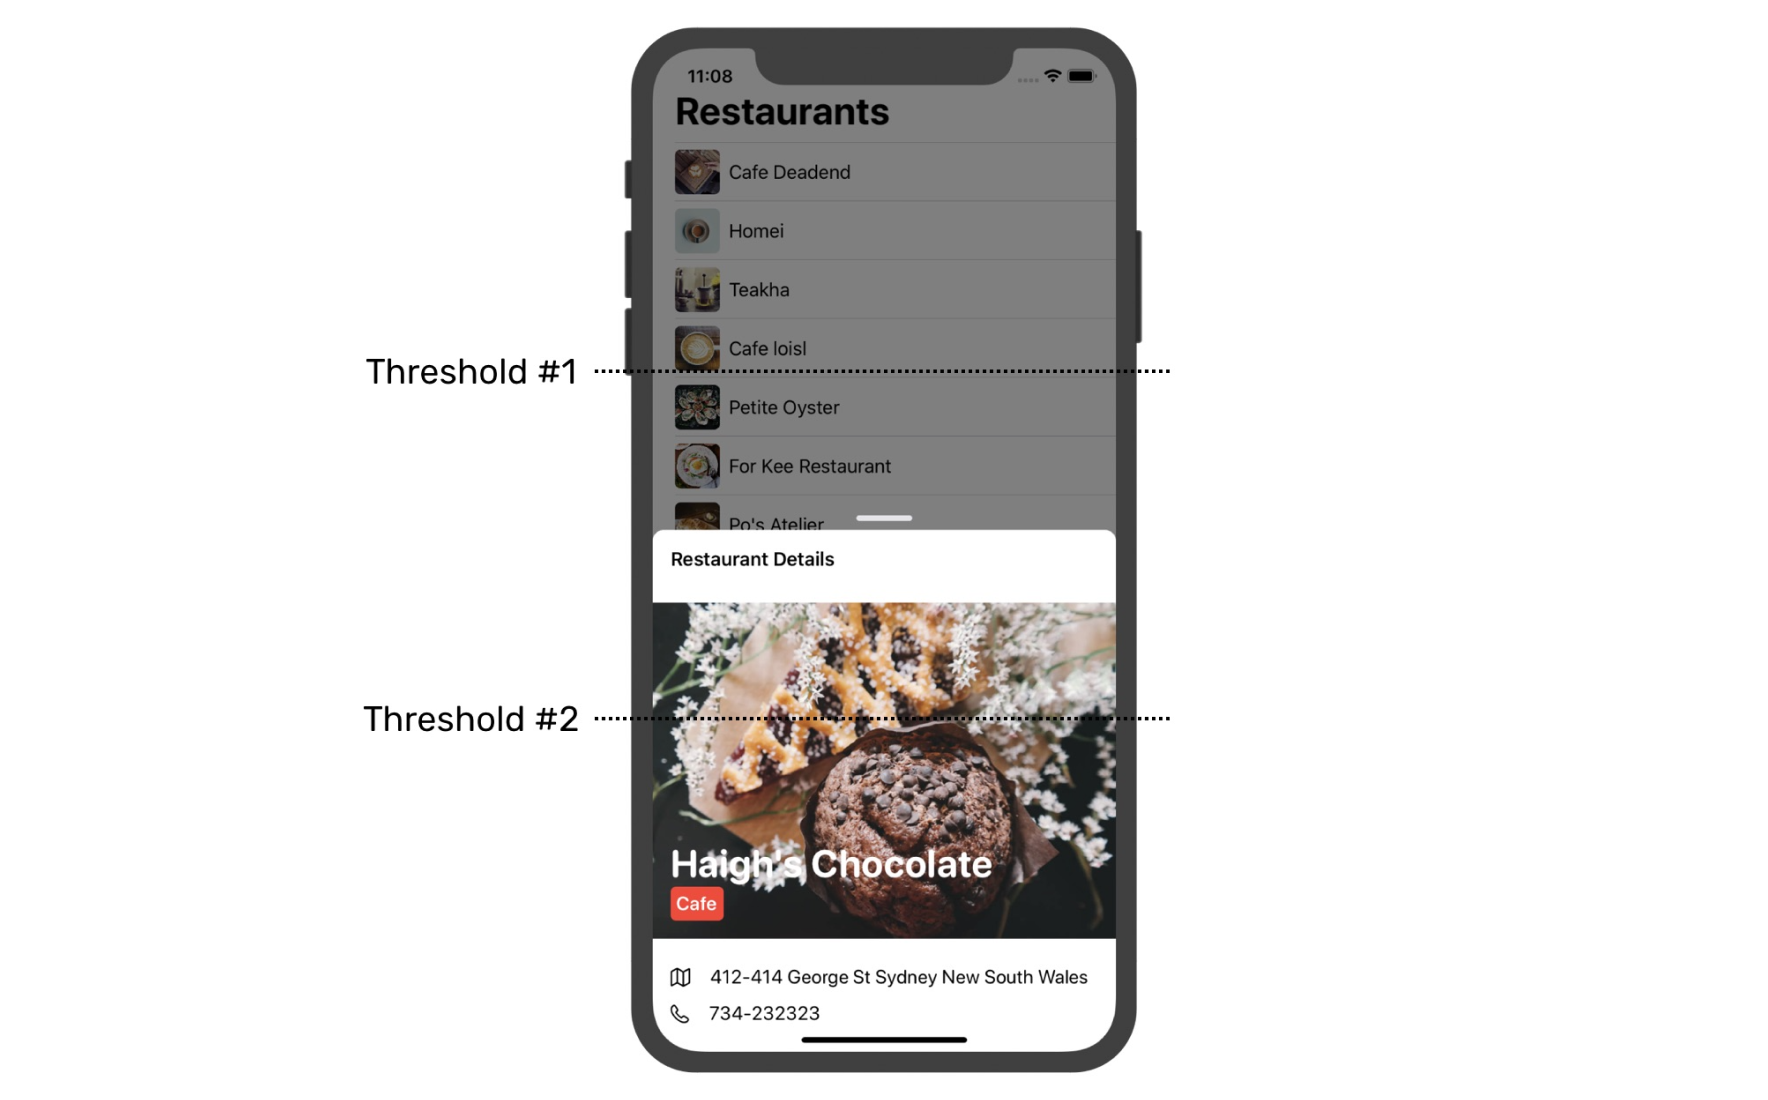 11:08
Restaurants
Cafe Deadend
Homei
Teakha
Cafe loisl
Threshold #1
Petite Oyster
For Kee Restaurant
Po's Atelier
Restaurant Details
Threshold #2
Haigh's Chocolate
Cafe
412-414 George St Sydney New South Wales
734-232323